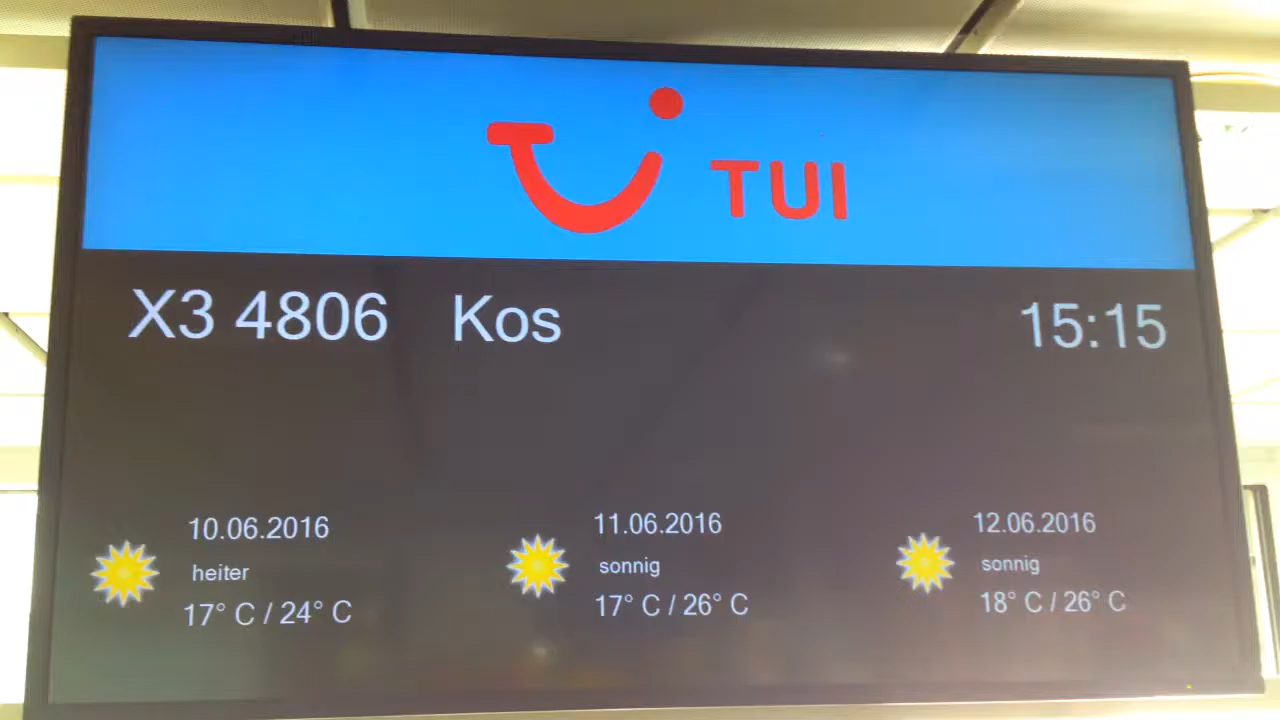 TUI
X3 4806 Kos 15:15
10.06.2016
heiter
17° C / 24° C
11.06.2016
sonnig
17° C / 26° C
12.06.2016
sonnig
18° C / 26° C